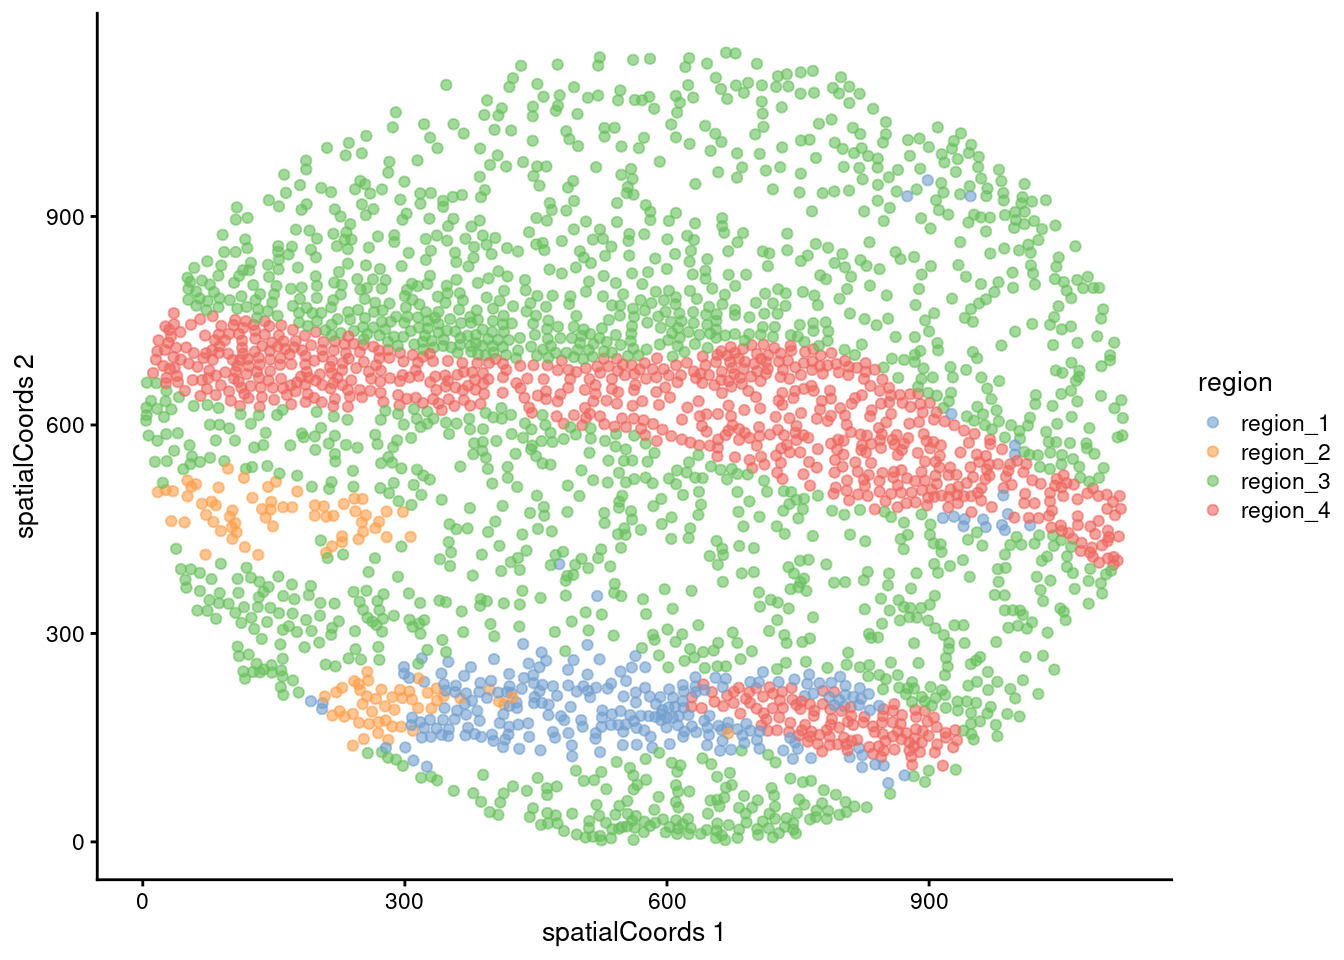 900
600
300
0
0
300
600
900
spatialCoords 1
spatialCoords 2
region
region_1
region_2
region_3
region_4